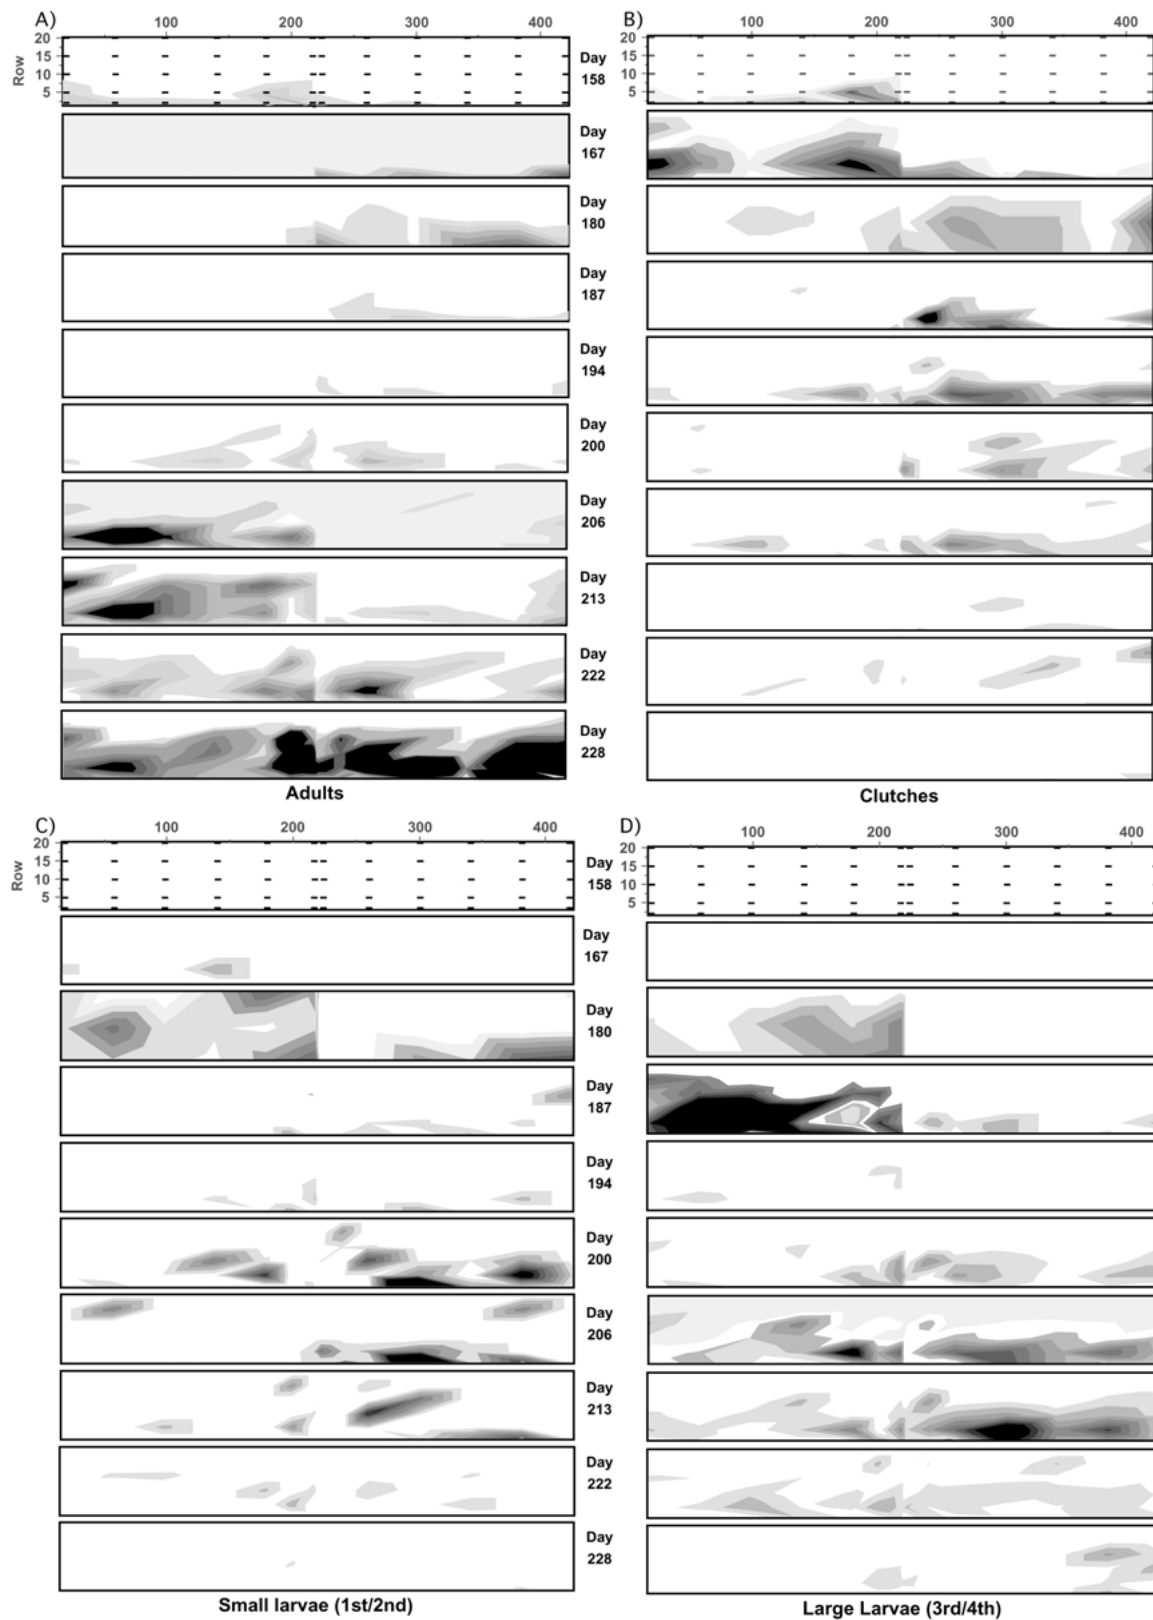 A) 100 200 300 400 B) 100 200 300 400
20
15
10
5
Row
Day
158
Day
167
Day
180
Day
187
Day
194
Day
200
Day
206
Day
213
Day
222
Day
228
20
15
10
5
Adults
Clutches
C) 100 200 300 400 D) 100 200 300 400
20
15
10
5
Row
Day
158
Day
167
Day
180
Day
187
Day
194
Day
200
Day
206
Day
213
Day
222
Day
228
20
15
10
5
Small larvae (1st/2nd)
Large Larvae (3rd/4th)